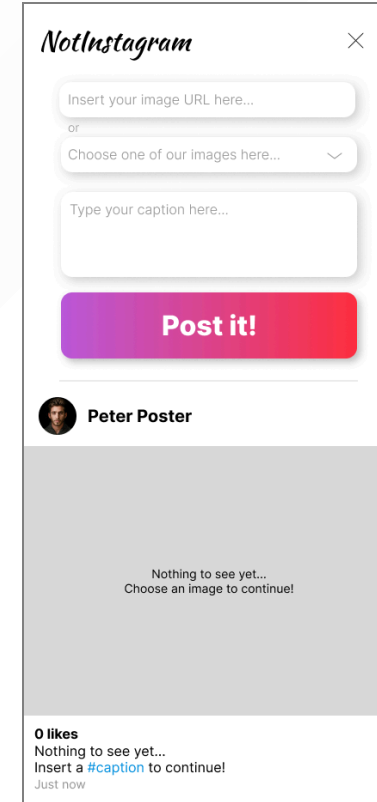 NotInstagram
Insert your image URL here...
or
Choose one of our images here...
Type your caption here...
Post it!
Peter Poster
Nothing to see yet...
Choose an image to continue!
0 likes
Nothing to see yet...
Insert a #caption to continue!
Just now